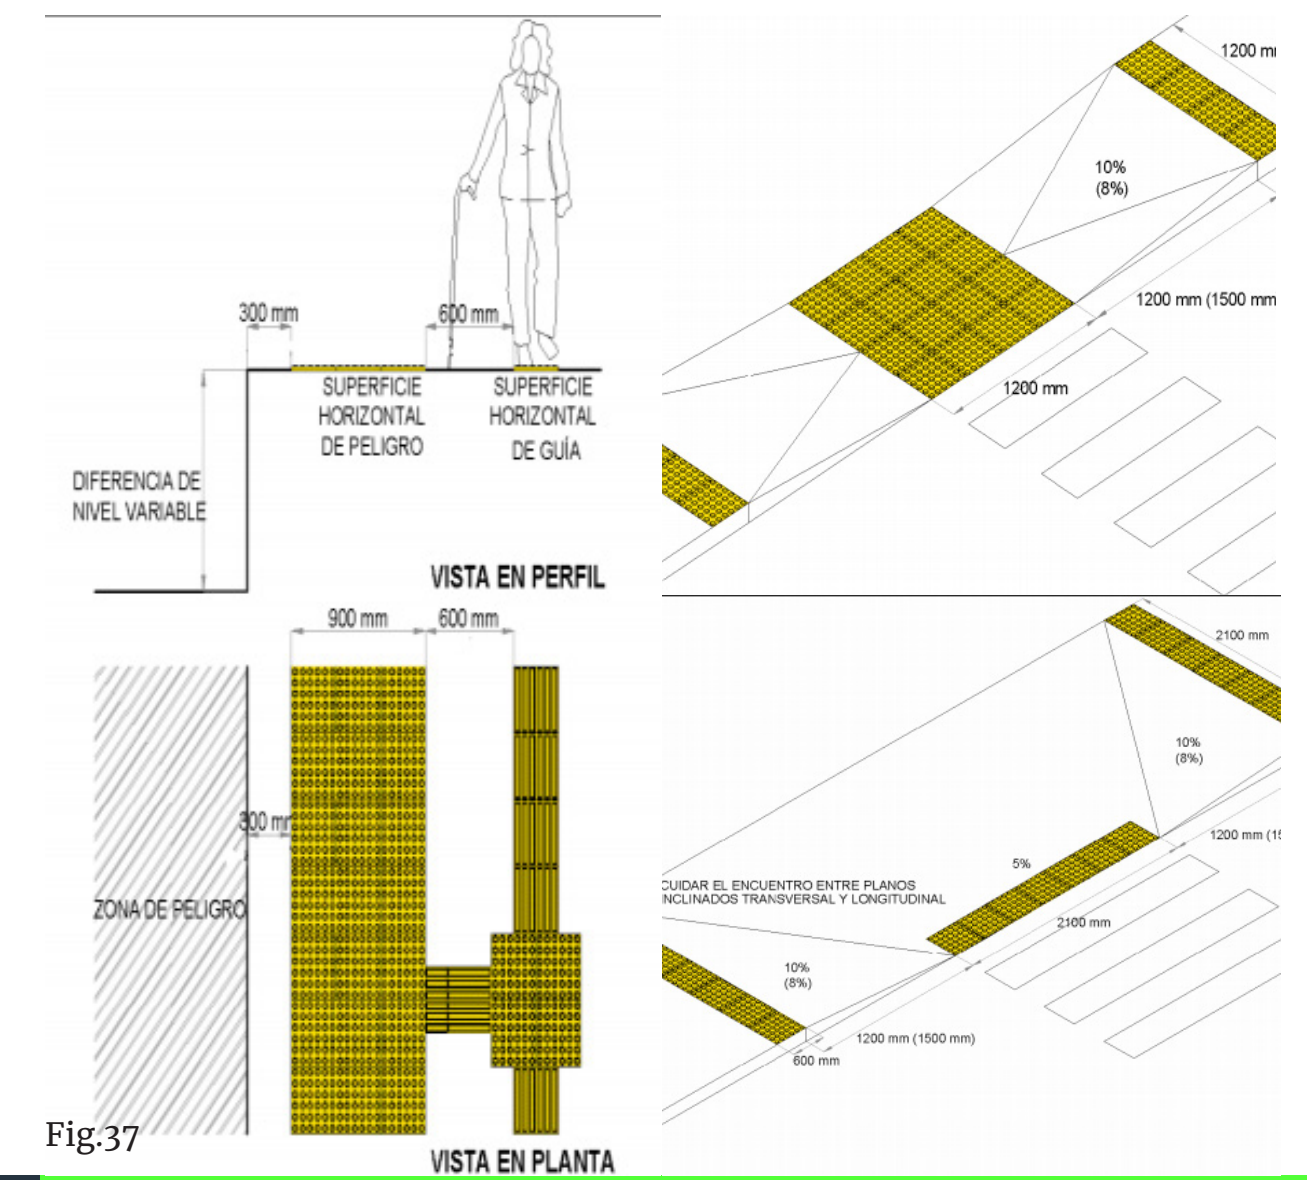 300 mm
600 mm
SUPERFICIE
HORIZONTAL
DE PELIGRO
SUPERFICIE
HORIZONTAL
DE GUÍA
DIFERENCIA DE
NIVEL VARIABLE
VISTA EN PERFIL
900 mm
600 mm
300 mm
ZONA DE PELIGRO
Fig.37
VISTA EN PLANTA
1200 m
10%
(8%)
1200 mm (1500 mm
1200 mm
2100 mm
10%
(8%)
1200 mm (15
5%
CUIDAR EL ENCUENTRO ENTRE PLANOS
INCLINADOS TRANSVERSAL Y LONGITUDINAL
2100 mm
10%
(8%)
1200 mm (1500 mm)
600 mm